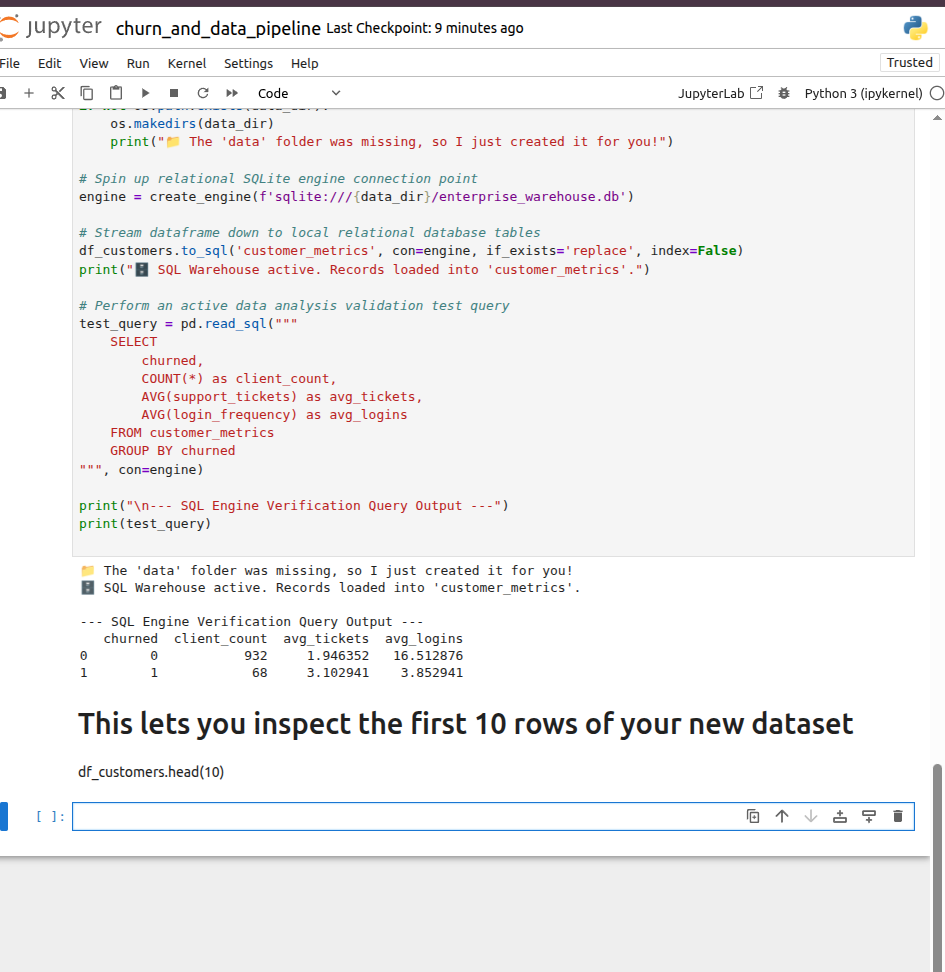 jupyter churn_and_data_pipeline Last Checkpoint: 9 minutes ago
File Edit View Run Kernel Settings Help Trusted
Code JupyterLab Python 3 (ipykernel)
    os.makedirs(data_dir)
    print("📁 The 'data' folder was missing, so I just created it for you!")
# Spin up relational SQLite engine connection point
engine = create_engine(f'sqlite:///{data_dir}/enterprise_warehouse.db')
# Stream dataframe down to local relational database tables
df_customers.to_sql('customer_metrics', con=engine, if_exists='replace', index=False)
print("🗄️ SQL Warehouse active. Records loaded into 'customer_metrics'.")
# Perform an active data analysis validation test query
test_query = pd.read_sql("""
    SELECT
        churned,
        COUNT(*) as client_count,
        AVG(support_tickets) as avg_tickets,
        AVG(login_frequency) as avg_logins
    FROM customer_metrics
    GROUP BY churned
""", con=engine)
print("\n--- SQL Engine Verification Query Output ---")
print(test_query)
📁 The 'data' folder was missing, so I just created it for you!
🗄️ SQL Warehouse active. Records loaded into 'customer_metrics'.
--- SQL Engine Verification Query Output ---
   churned  client_count  avg_tickets  avg_logins
0        0           932     1.946352   16.512876
1        1            68     3.102941    3.852941
This lets you inspect the first 10 rows of your new dataset
df_customers.head(10)
[ ]: